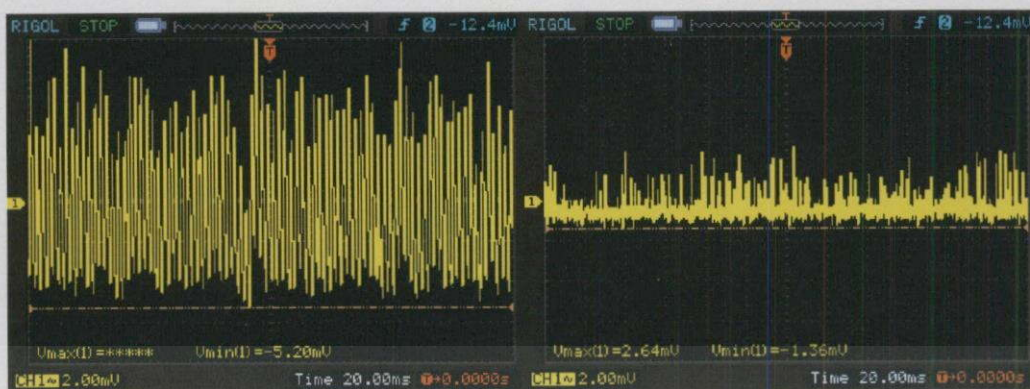 RIGOL STOP T 2 -12.4mV
T
1
Vmax(1)=***** Vmin(1)=-5.20mV
CH1 2.00mV Time 20.00ms T→0.0000s
RIGOL STOP T 2 -12.4mV
T
1
Vmax(1)=2.64mV Vmin(1)=-1.36mV
CH1 2.00mV Time 20.00ms T→0.0000s